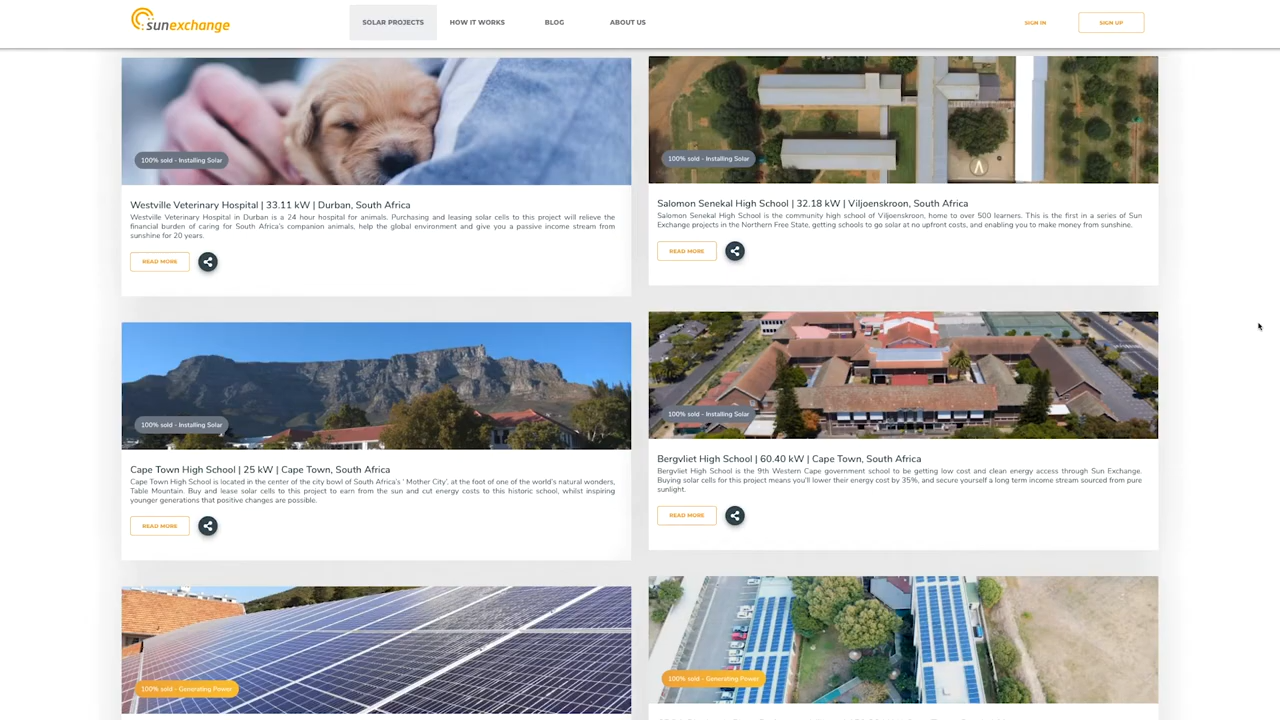 sunexchange
SOLAR PROJECTS
HOW IT WORKS
BLOG
ABOUT US
SIGN IN
SIGN UP
100% sold - Installing Solar
Westville Veterinary Hospital | 33.11 kW | Durban, South Africa
Westville Veterinary Hospital in Durban is a 24 hour hospital for animals. Purchasing and leasing solar cells to this project will relieve the
financial burden of caring for South Africa's companion animals, help the global environment and give you a passive income stream from
sunshine for 20 years.
READ MORE
100% sold - Installing Solar
Salomon Senekal High School | 32.18 kW | Viljoenskroon, South Africa
Salomon Senekal High School is the community high school of Viljoenskroon, home to over 500 learners. This is the first in a series of Sun
Exchange projects in the Northern Free State, getting schools to go solar at no upfront costs, and enabling you to make money from sunshine.
READ MORE
100% sold - Installing Solar
Cape Town High School | 25 kW | Cape Town, South Africa
Cape Town High School is located in the center of the city bowl of South Africa's ' Mother City', at the foot of one of the world's natural wonders,
Table Mountain. Buy and lease solar cells to this project to earn from the sun and cut energy costs to this historic school, whilst inspiring
younger generations that positive changes are possible.
READ MORE
100% sold - Installing Solar
Bergvliet High School | 60.40 kW | Cape Town, South Africa
Bergvliet High School is the 9th Western Cape government school to be getting low cost and clean energy access through Sun Exchange.
Buying solar cells for this project means you'll lower their energy cost by 35%, and secure yourself a long term income stream sourced from pure
sunlight.
READ MORE
100% sold - Generating Power
100% sold - Generating Power